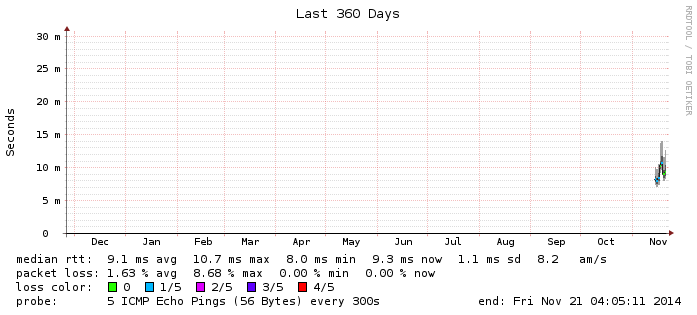 Last 360 Days
RRDTOOL / TOBI OETIKER
Seconds
30 m
25 m
20 m
15 m
10 m
5 m
0
Dec Jan Feb Mar Apr May Jun Jul Aug Sep Oct Nov
median rtt: 9.1 ms avg 10.7 ms max 8.0 ms min 9.3 ms now 1.1 ms sd 8.2 am/s
packet loss: 1.63 % avg 8.68 % max 0.00 % min 0.00 % now
loss color: 0 1/5 2/5 3/5 4/5
probe: 5 ICMP Echo Pings (56 Bytes) every 300s end: Fri Nov 21 04:05:11 2014